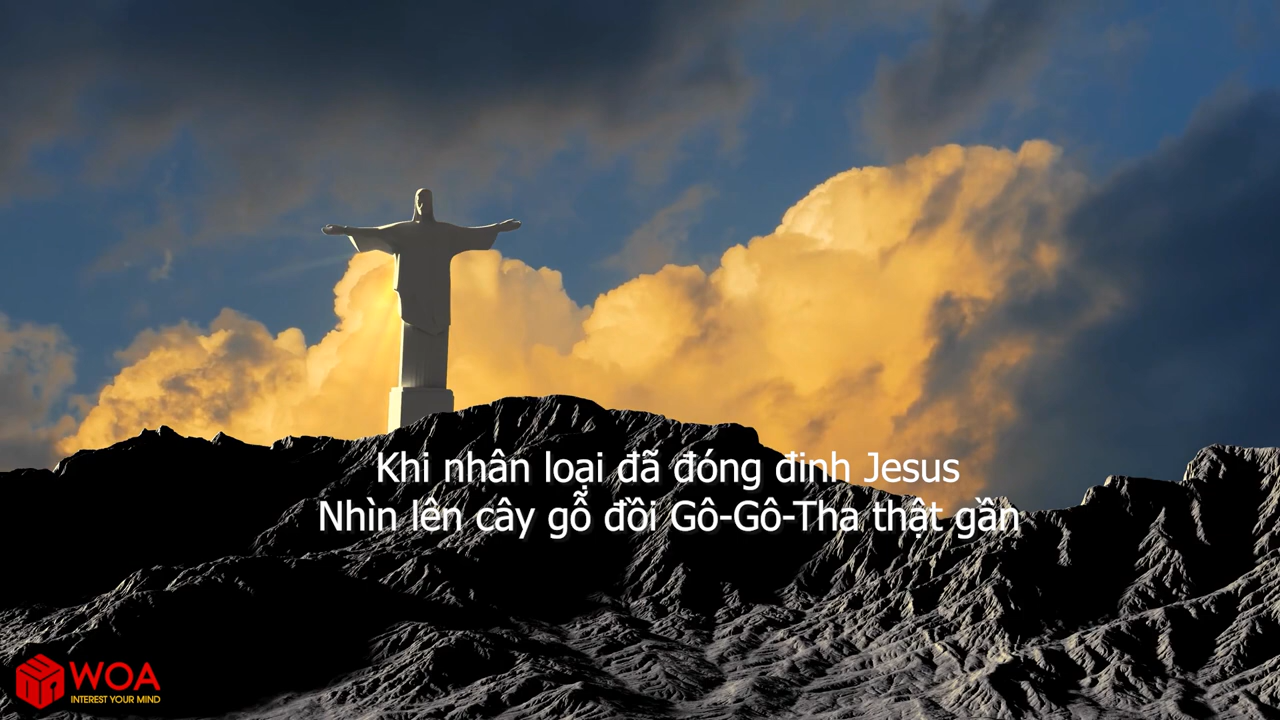 Khi nhân loại đã đóng đinh Jesus
Nhìn lên cây gỗ đồi Gô-Gô-Tha thật gần
WOA
INTEREST YOUR MIND